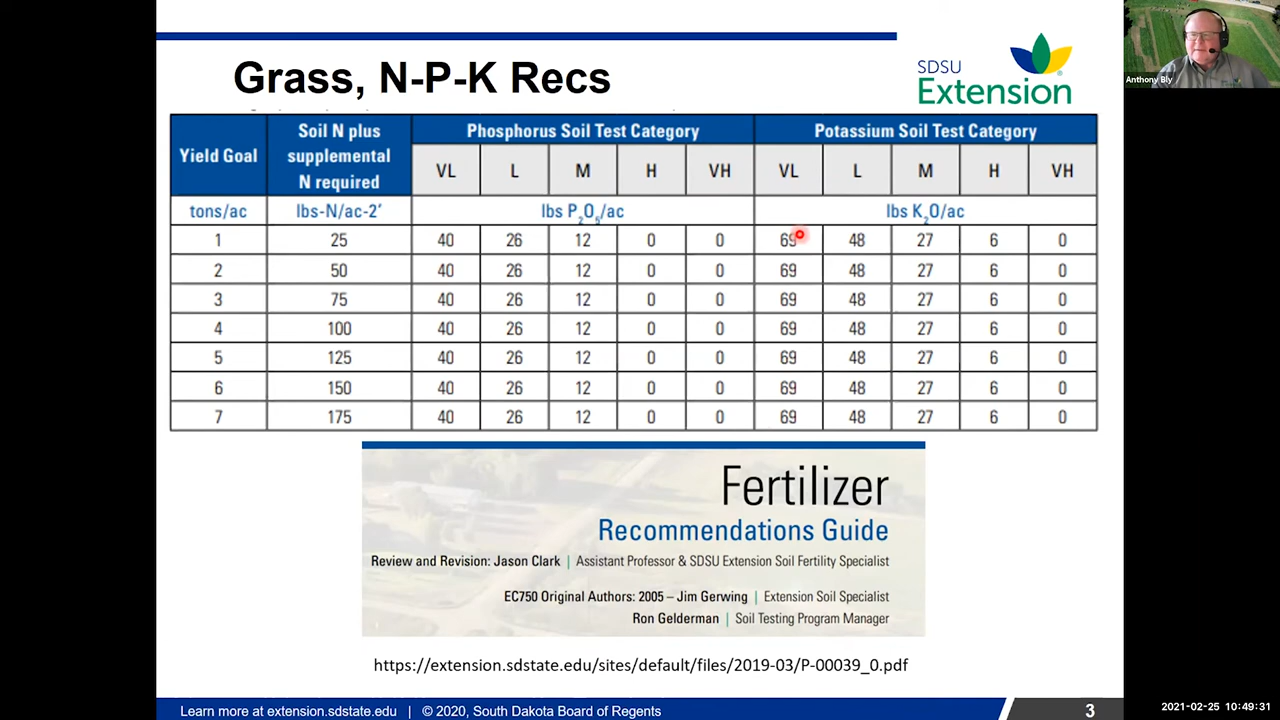 Grass, N-P-K Recs
SDSU
Extension
Anthony Bly
Yield Goal
Soil N plus
supplemental
N required
Phosphorus Soil Test Category
Potassium Soil Test Category
VL L M H VH VL L M H VH
tons/ac lbs-N/ac-2’ lbs P₂O₅/ac lbs K₂O/ac
1 25 40 26 12 0 0 69 48 27 6 0
2 50 40 26 12 0 0 69 48 27 6 0
3 75 40 26 12 0 0 69 48 27 6 0
4 100 40 26 12 0 0 69 48 27 6 0
5 125 40 26 12 0 0 69 48 27 6 0
6 150 40 26 12 0 0 69 48 27 6 0
7 175 40 26 12 0 0 69 48 27 6 0
Fertilizer
Recommendations Guide
Review and Revision: Jason Clark | Assistant Professor & SDSU Extension Soil Fertility Specialist
EC750 Original Authors: 2005 – Jim Gerwing | Extension Soil Specialist
Ron Gelderman | Soil Testing Program Manager
https://extension.sdstate.edu/sites/default/files/2019-03/P-00039_0.pdf
Learn more at extension.sdstate.edu | © 2020, South Dakota Board of Regents
3
2021-02-25 10:49:31